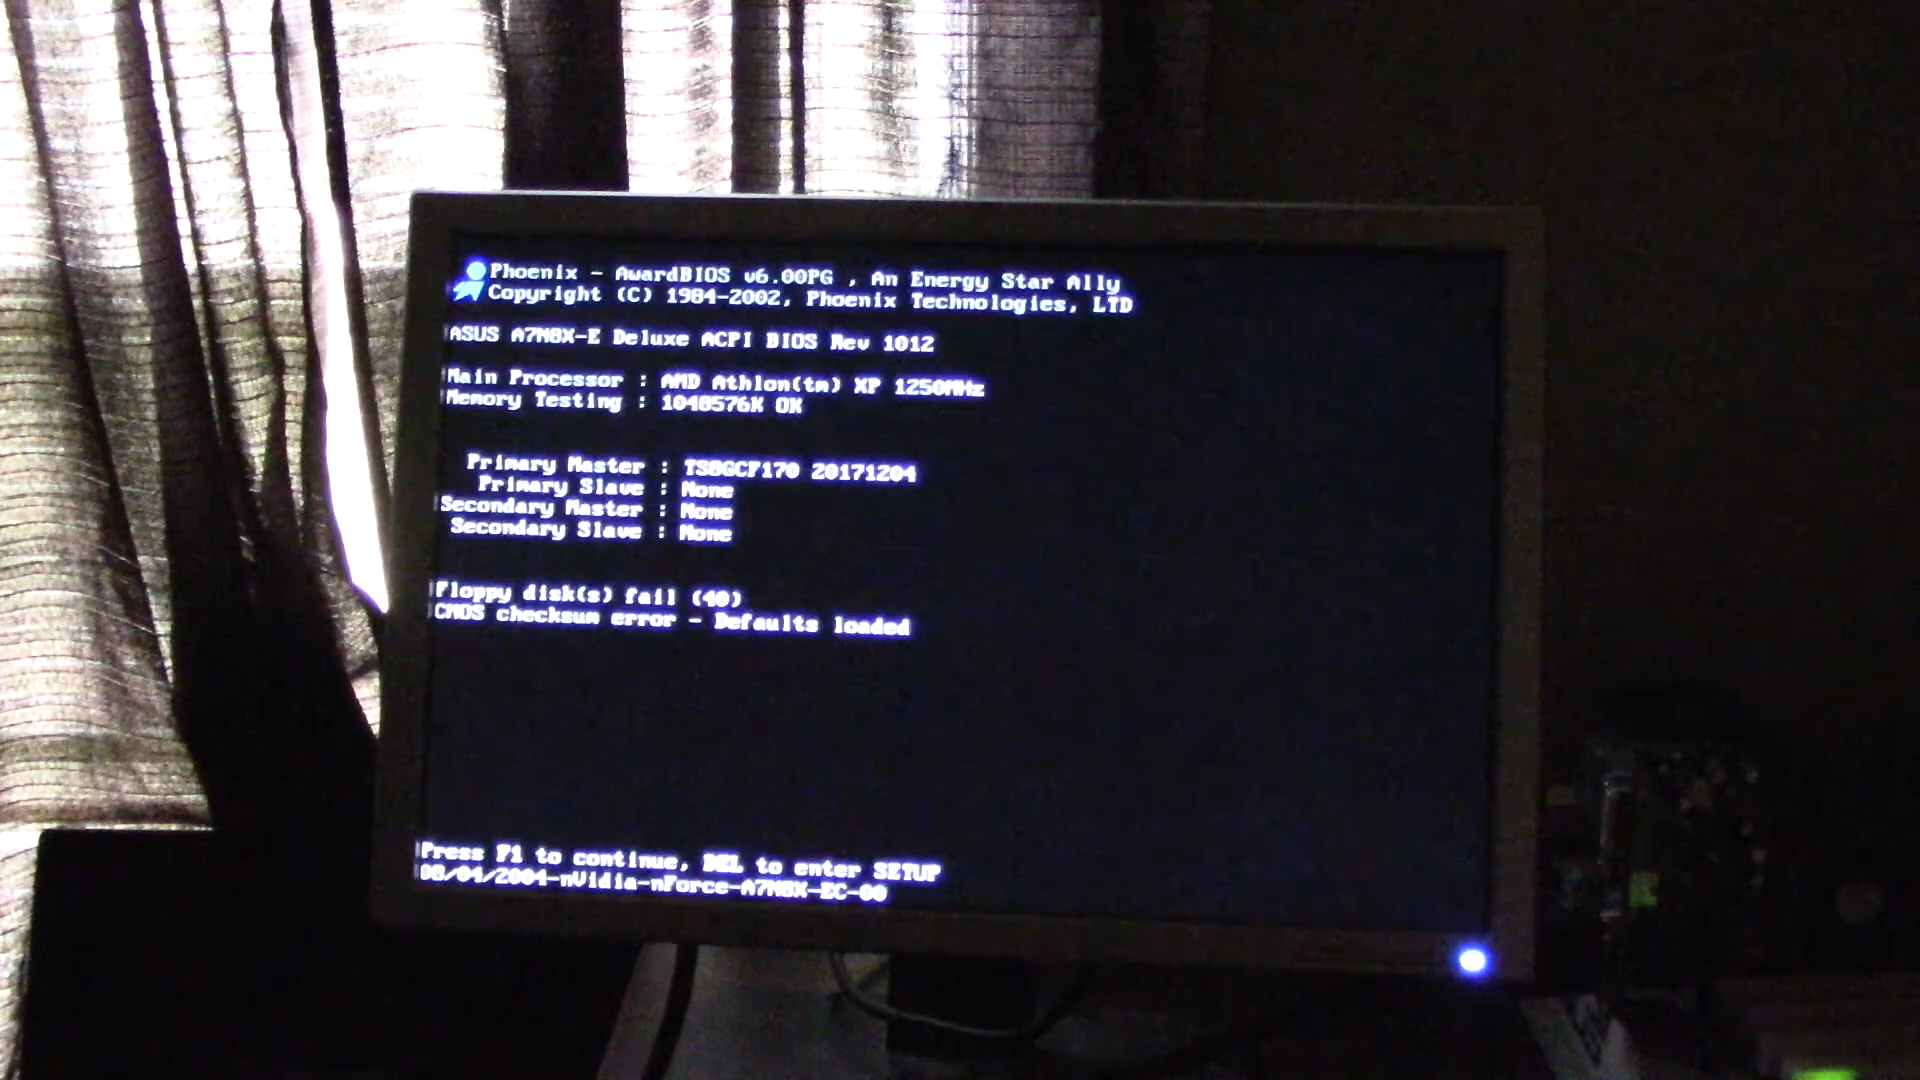 Phoenix - AwardBIOS v6.00PG , An Energy Star Ally
Copyright (C) 1984-2002, Phoenix Technologies, LTD
ASUS A7N8X-E Deluxe ACPI BIOS Rev 1012
Main Processor : AMD Athlon(tm) XP 1250MHz
Memory Testing : 1048576K OK
Primary Master : TS8GCF170 20171204
Primary Slave : None
Secondary Master : None
Secondary Slave : None
Floppy disk(s) fail (40)
CMOS checksum error - Defaults loaded
Press F1 to continue, DEL to enter SETUP
08/04/2004-nVidia-nForce-A7N8X-EC-00